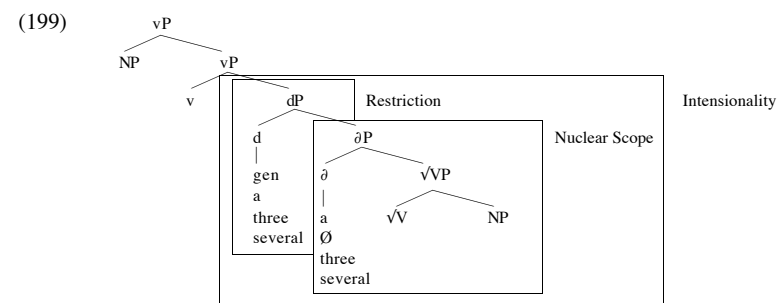 (199) vP
NP vP
v dP Restriction Intensionality
d ∂P Nuclear Scope
gen ∂ √VP
a
three a √V NP
several Ø
three
several